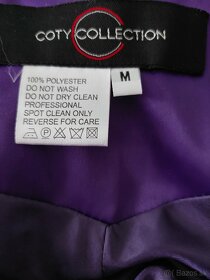 COTY COLLECTION
M
100% POLYESTER
DO NOT WASH
DO NOT DRY CLEAN
PROFESSIONAL
SPOT CLEAN ONLY
REVERSE FOR CARE